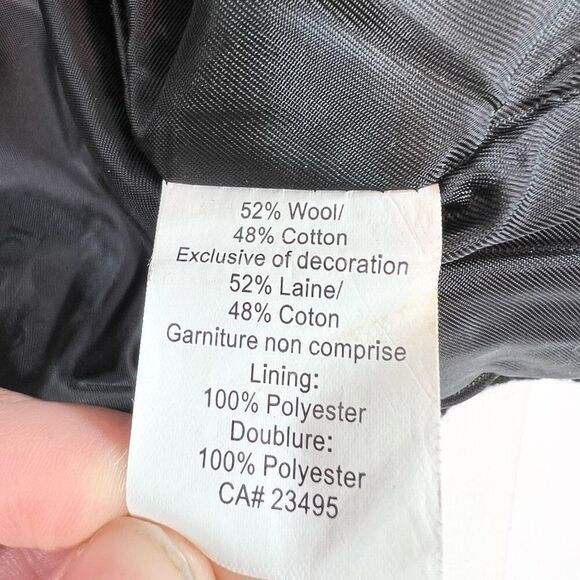 52% Wool/
48% Cotton
Exclusive of decoration
52% Laine/
48% Coton
Garniture non comprise
Lining:
100% Polyester
Doublure:
100% Polyester
CA# 23495